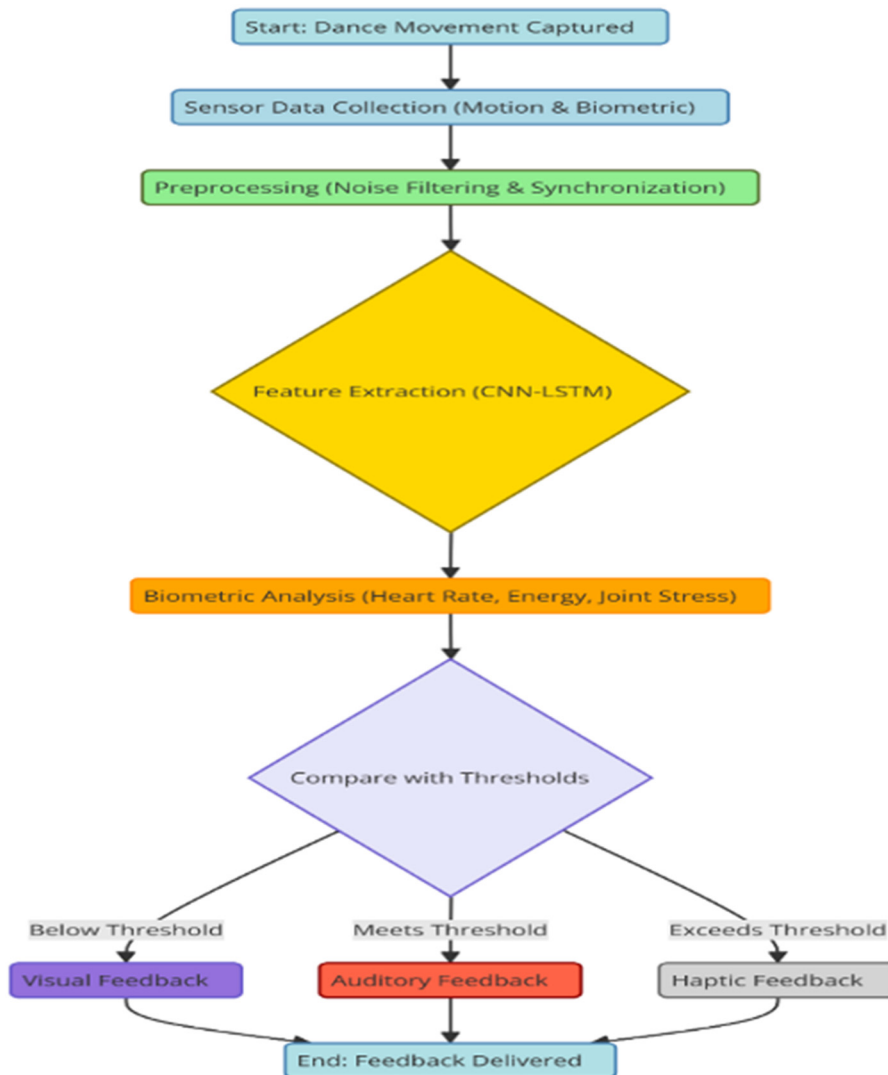 Start: Dance Movement Captured
Sensor Data Collection (Motion & Biometric)
Preprocessing (Noise Filtering & Synchronization)
Feature Extraction (CNN-LSTM)
Biometric Analysis (Heart Rate, Energy, Joint Stress)
Compare with Thresholds
Below Threshold
Meets Threshold
Exceeds Threshold
Visual Feedback
Auditory Feedback
Haptic Feedback
End: Feedback Delivered